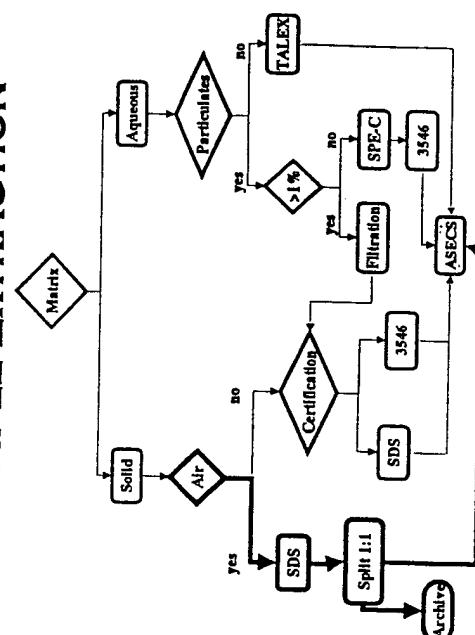 Matrix
Solid
Aqueous
Air
Particulates
yes
no
yes
no
SDS
>1%
TALEX
Certification
yes
no
Split 1:1
Flltration
SPE-C
SDS
3546
3546
Archive
ASECS